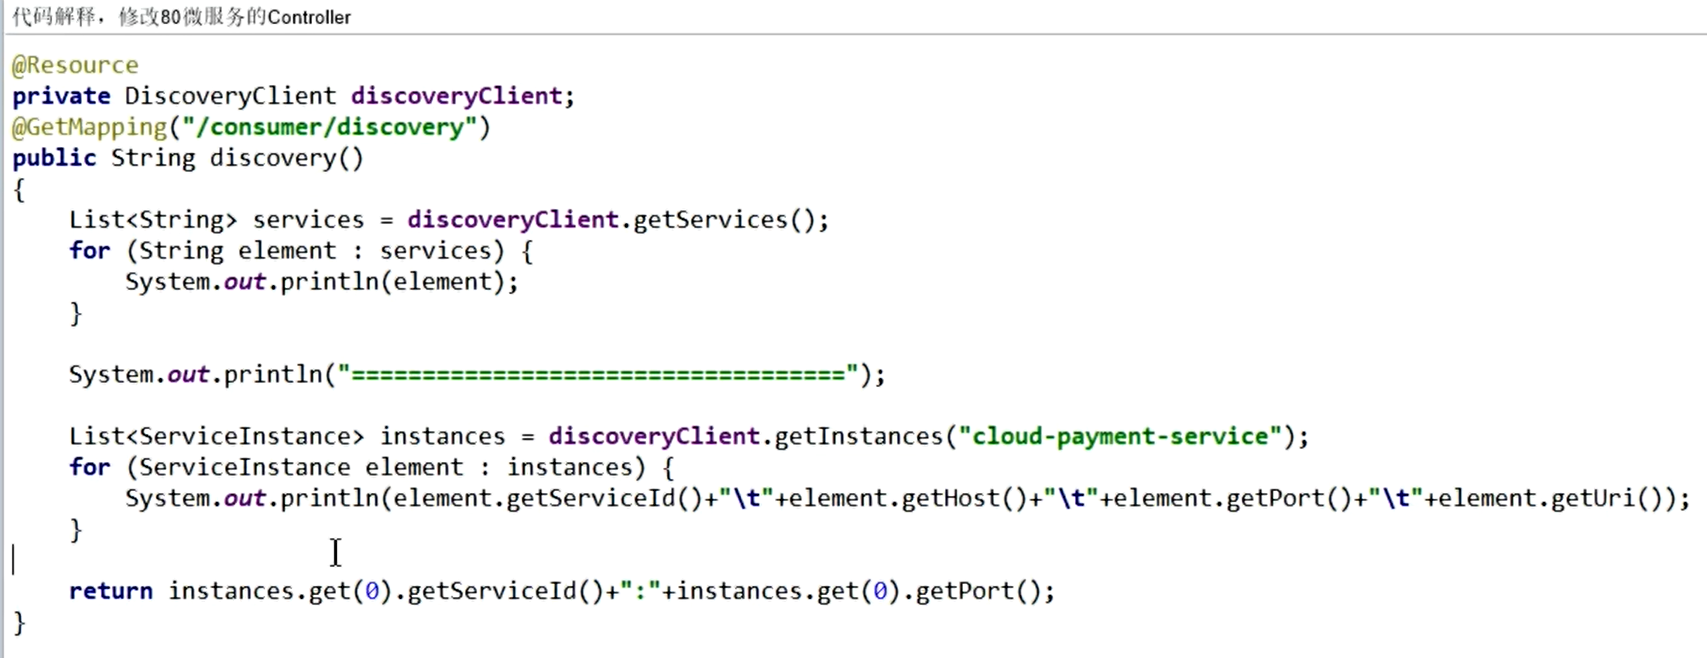 代码解释，修改80微服务的Controller
@Resource
private DiscoveryClient discoveryClient;
@GetMapping("/consumer/discovery")
public String discovery()
{
    List<String> services = discoveryClient.getServices();
    for (String element : services) {
        System.out.println(element);
    }
    System.out.println("===================================");
    List<ServiceInstance> instances = discoveryClient.getInstances("cloud-payment-service");
    for (ServiceInstance element : instances) {
        System.out.println(element.getServiceId()+"\t"+element.getHost()+"\t"+element.getPort()+"\t"+element.getUri());
    }
    return instances.get(0).getServiceId()+":"+instances.get(0).getPort();
}